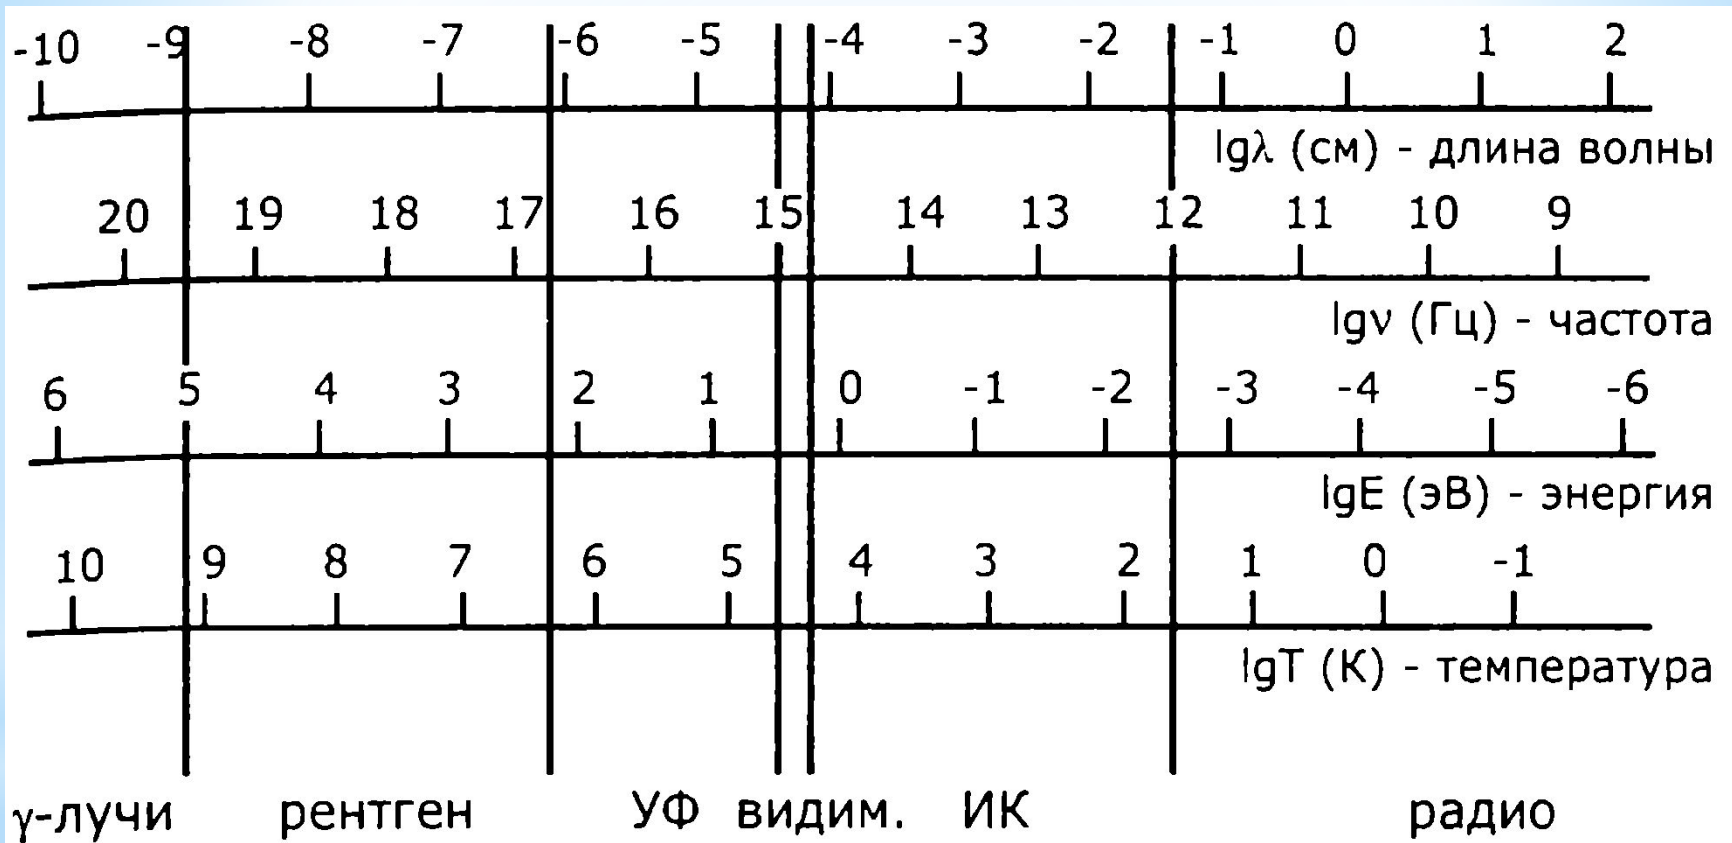 -10 -9 -8 -7 -6 -5 -4 -3 -2 -1 0 1 2
lgλ (см) - длина волны
20 19 18 17 16 15 14 13 12 11 10 9
lgν (Гц) - частота
6 5 4 3 2 1 0 -1 -2 -3 -4 -5 -6
lgE (эВ) - энергия
10 9 8 7 6 5 4 3 2 1 0 -1
lgT (К) - температура
γ-лучи рентген УФ видим. ИК радио